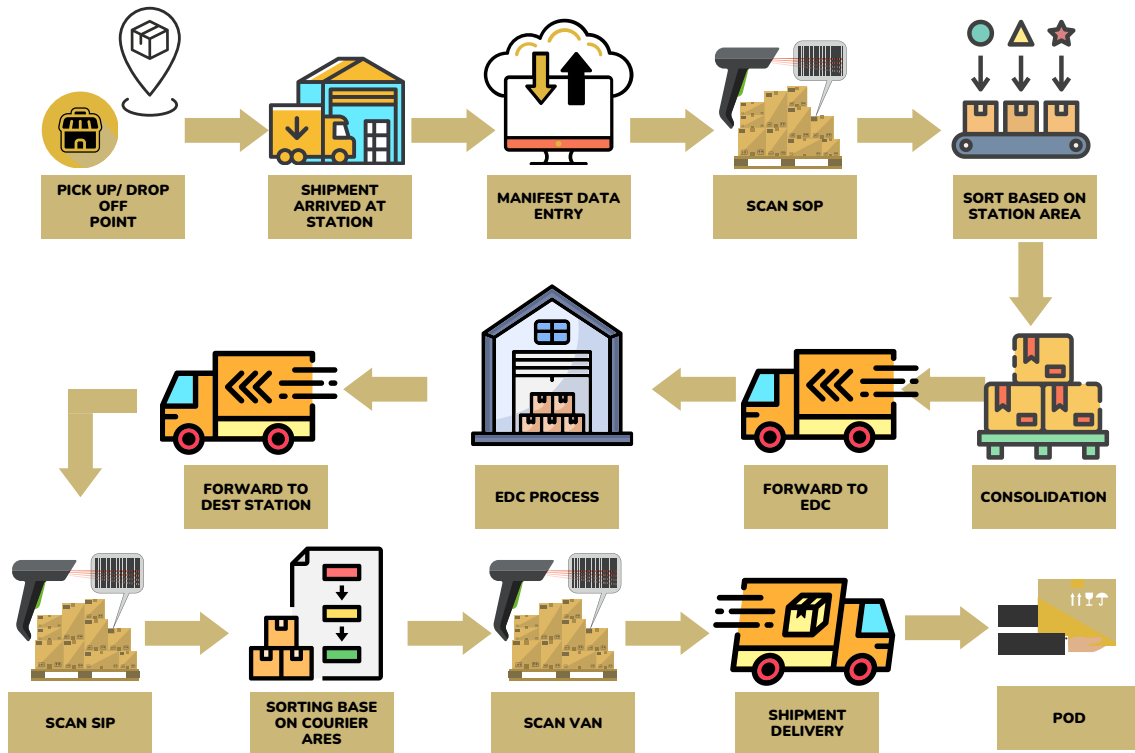 PICK UP/ DROP
OFF
POINT
SHIPMENT
ARRIVED AT
STATION
MANIFEST DATA
ENTRY
SCAN SOP
SORT BASED ON
STATION AREA
FORWARD TO
DEST STATION
EDC PROCESS
FORWARD TO
EDC
CONSOLIDATION
SCAN SIP
SORTING BASE
ON COURIER
ARES
SCAN VAN
SHIPMENT
DELIVERY
POD